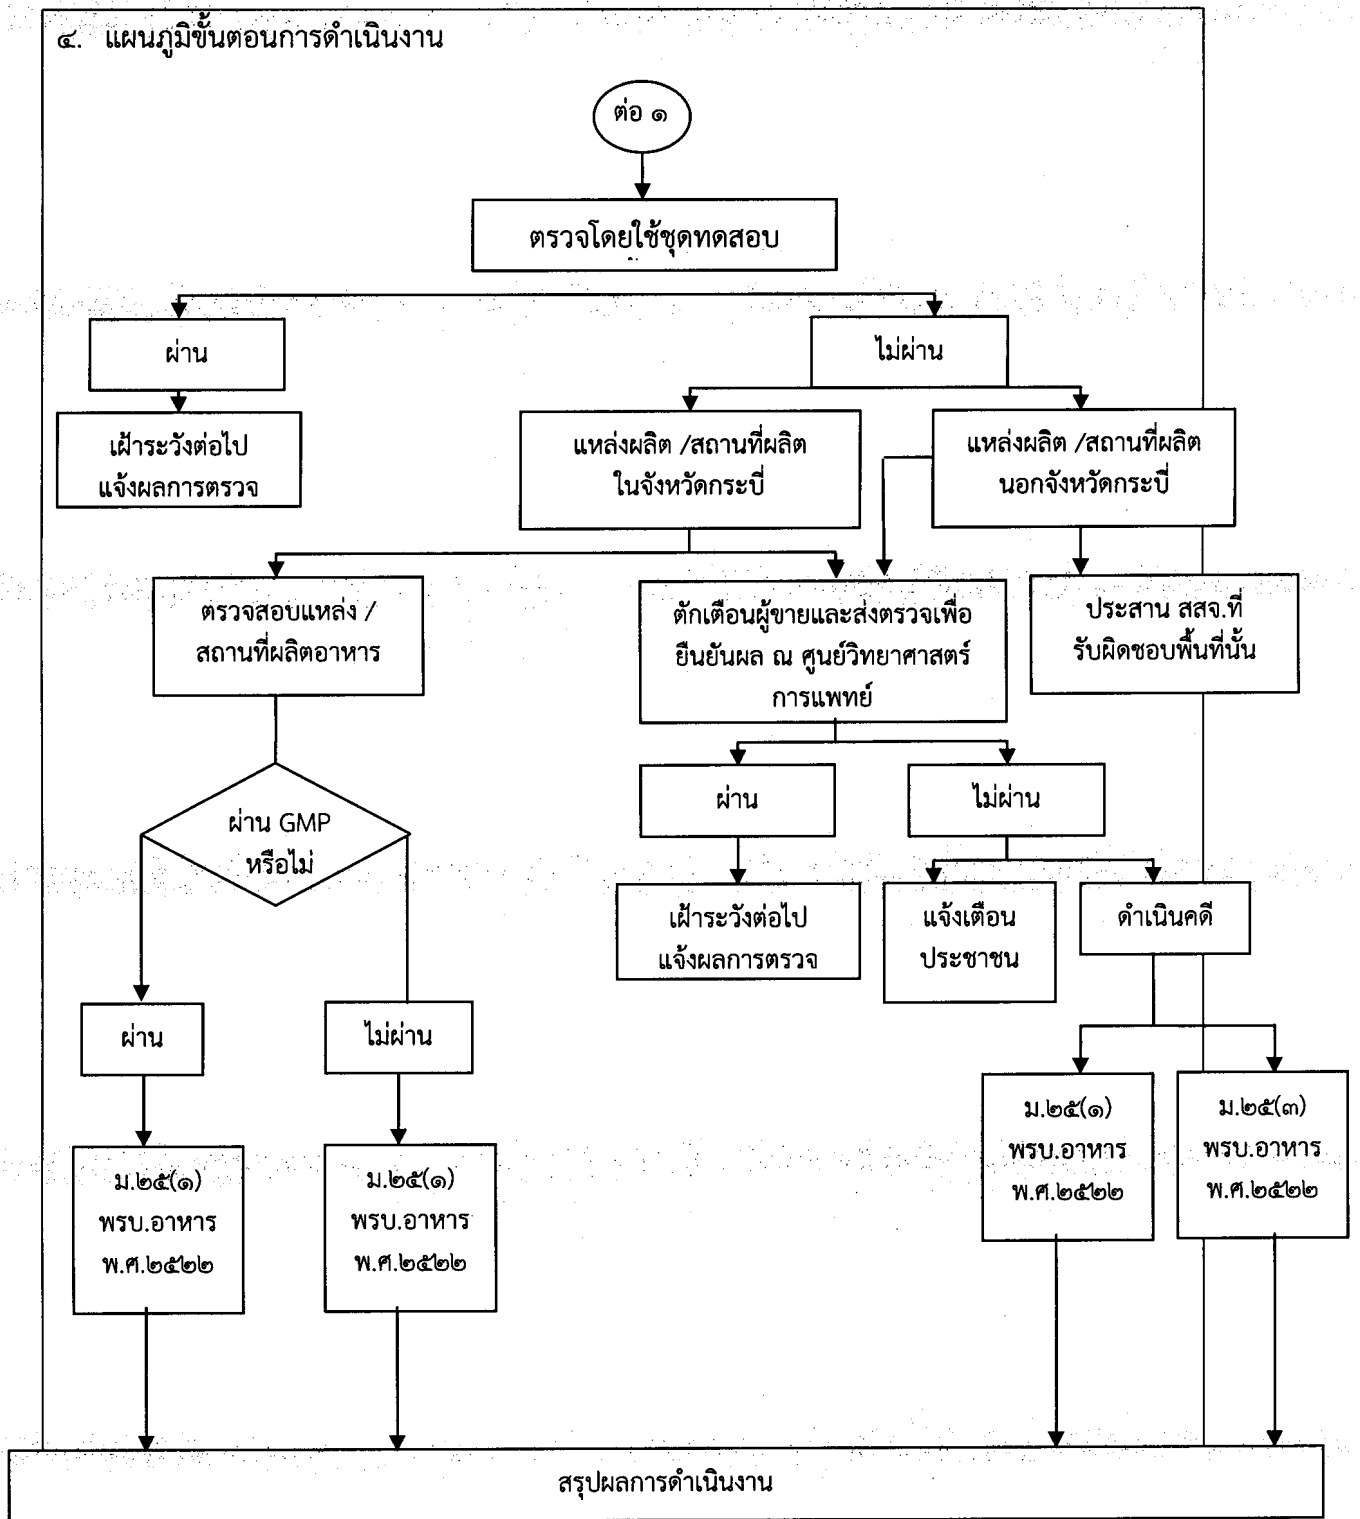 ๔. แผนภูมิขั้นตอนการดำเนินงาน
ต่อ ๑
ตรวจโดยใช้ชุดทดสอบ
ผ่าน
ไม่ผ่าน
เฝ้าระวังต่อไป
แจ้งผลการตรวจ
แหล่งผลิต /สถานที่ผลิต
ในจังหวัดกระบี่
แหล่งผลิต /สถานที่ผลิต
นอกจังหวัดกระบี่
ตรวจสอบแหล่ง /
สถานที่ผลิตอาหาร
ตักเตือนผู้ขายและส่งตรวจเพื่อ
ยืนยันผล ณ ศูนย์วิทยาศาสตร์
การแพทย์
ประสาน สสจ.ที่
รับผิดชอบพื้นที่นั้น
ผ่าน GMP
หรือไม่
ผ่าน
ไม่ผ่าน
เฝ้าระวังต่อไป
แจ้งผลการตรวจ
แจ้งเตือน
ประชาชน
ดำเนินคดี
ผ่าน
ไม่ผ่าน
ม.๒๕(๑)
พรบ.อาหาร
พ.ศ.๒๕๒๒
ม.๒๕(๑)
พรบ.อาหาร
พ.ศ.๒๕๒๒
ม.๒๕(๑)
พรบ.อาหาร
พ.ศ.๒๕๒๒
ม.๒๕(๓)
พรบ.อาหาร
พ.ศ.๒๕๒๒
สรุปผลการดำเนินงาน